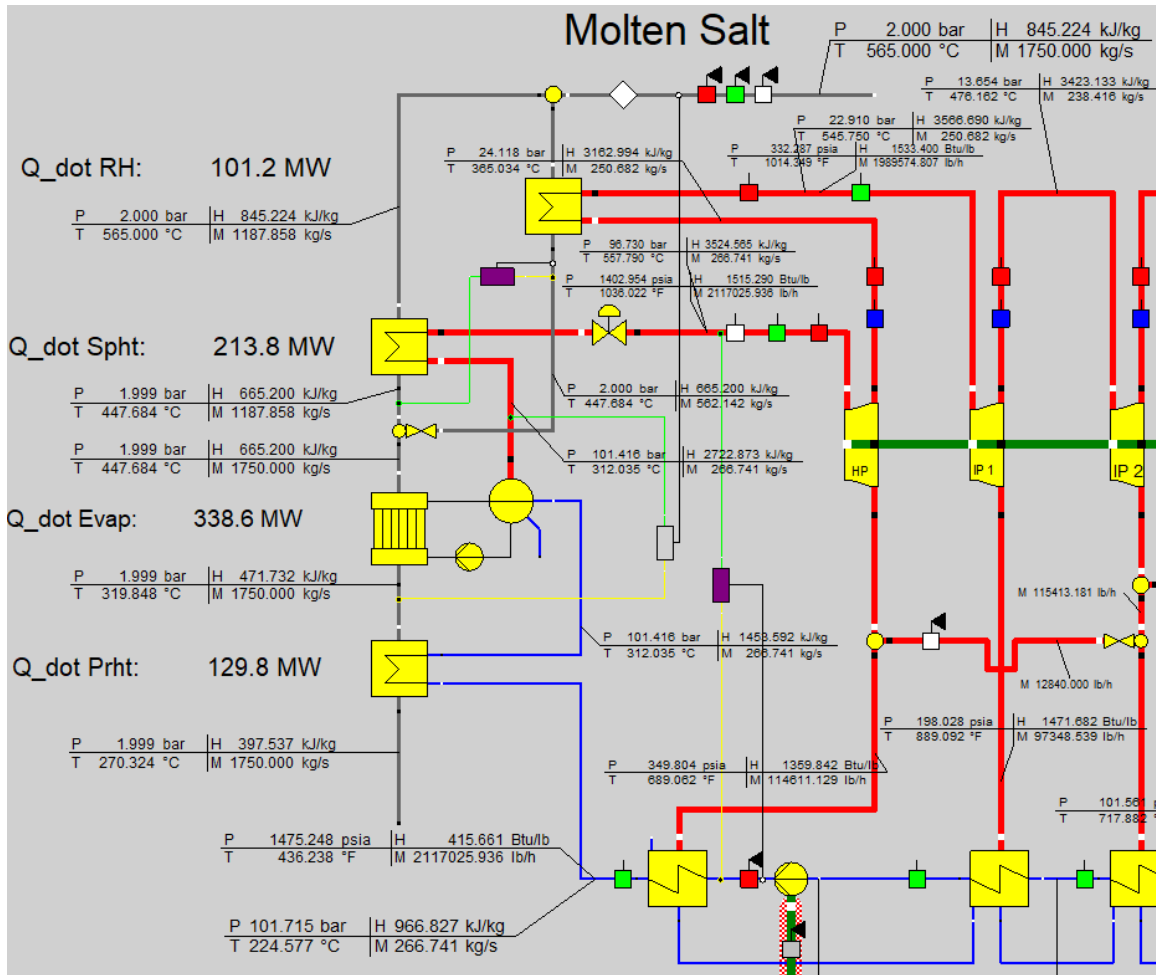 Molten Salt
P 2.000 bar H 845.224 kJ/kg
T 565.000 °C M 1750.000 kg/s
P 13.654 bar H 3423.133 kJ/kg
T 476.162 °C M 238.416 kg/s
P 22.910 bar H 3566.690 kJ/kg
T 545.750 °C M 250.682 kg/s
P 332.287 psia H 1533.400 Btu/lb
T 1014.349 °F M 1989574.807 lb/h
P 24.118 bar H 3162.994 kJ/kg
T 365.034 °C M 250.682 kg/s
Q_dot RH: 101.2 MW
P 2.000 bar H 845.224 kJ/kg
T 565.000 °C M 1187.858 kg/s
P 96.730 bar H 3524.565 kJ/kg
T 557.790 °C M 266.741 kg/s
P 1402.954 psia H 1515.290 Btu/lb
T 1036.022 °F M 2117025.936 lb/h
Q_dot Spht: 213.8 MW
P 1.999 bar H 665.200 kJ/kg
T 447.684 °C M 1187.858 kg/s
P 2.000 bar H 665.200 kJ/kg
T 447.684 °C M 562.142 kg/s
P 1.999 bar H 665.200 kJ/kg
T 447.684 °C M 1750.000 kg/s
P 101.416 bar H 2722.873 kJ/kg
T 312.035 °C M 266.741 kg/s
HP
IP 1
IP 2
Q_dot Evap: 338.6 MW
P 1.999 bar H 471.732 kJ/kg
T 319.848 °C M 1750.000 kg/s
M 115413.181 lb/h
P 101.416 bar H 1453.592 kJ/kg
T 312.035 °C M 266.741 kg/s
Q_dot Prht: 129.8 MW
M 12840.000 lb/h
P 198.028 psia H 1471.682 Btu/lb
T 889.092 °F M 97348.539 lb/h
P 1.999 bar H 397.537 kJ/kg
T 270.324 °C M 1750.000 kg/s
P 349.804 psia H 1359.842 Btu/lb
T 689.062 °F M 114611.129 lb/h
P 101.561
T 717.882
P 1475.248 psia H 415.661 Btu/lb
T 436.238 °F M 2117025.936 lb/h
P 101.715 bar H 966.827 kJ/kg
T 224.577 °C M 266.741 kg/s